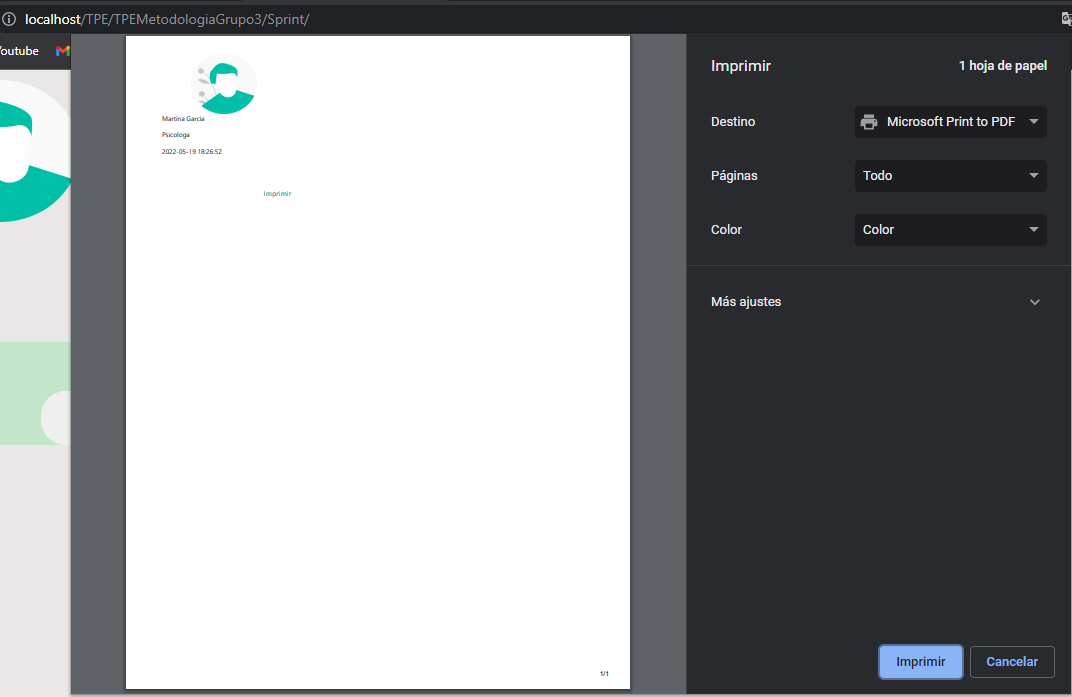 localhost/TPE/TPEMetodologiaGrupo3/Sprint/
outube
Martina Garcia
Psicologa
2022-05-19 18:26:52
Imprimir
1/1
Imprimir
1 hoja de papel
Destino
Microsoft Print to PDF
Páginas
Todo
Color
Color
Más ajustes
Imprimir
Cancelar